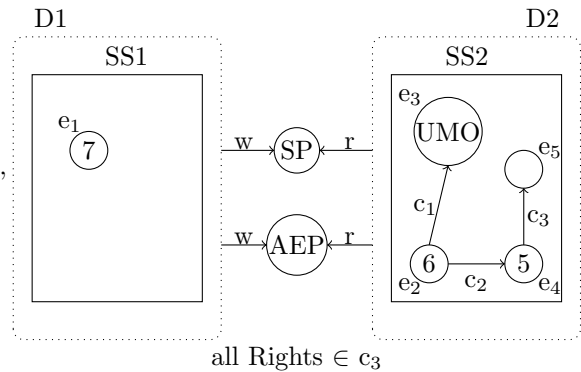 D1 D2
SS1 SS2
e3
e1 UMO
7 w SP r e5
,
c1 c3
w AEP r 6 5
e2 c2 e4
all Rights ∈ c3